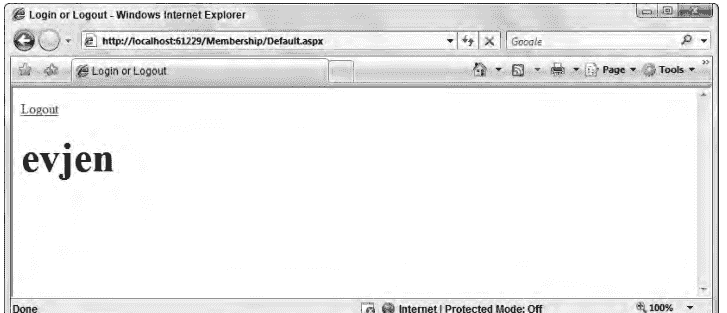 Login or Logout - Windows Internet Explorer
http://localhost:61229/Membership/Default.aspx
Google
Login or Logout
Page
Tools
Logout
evjen
Done
Internet | Protected Mode: Off
100%